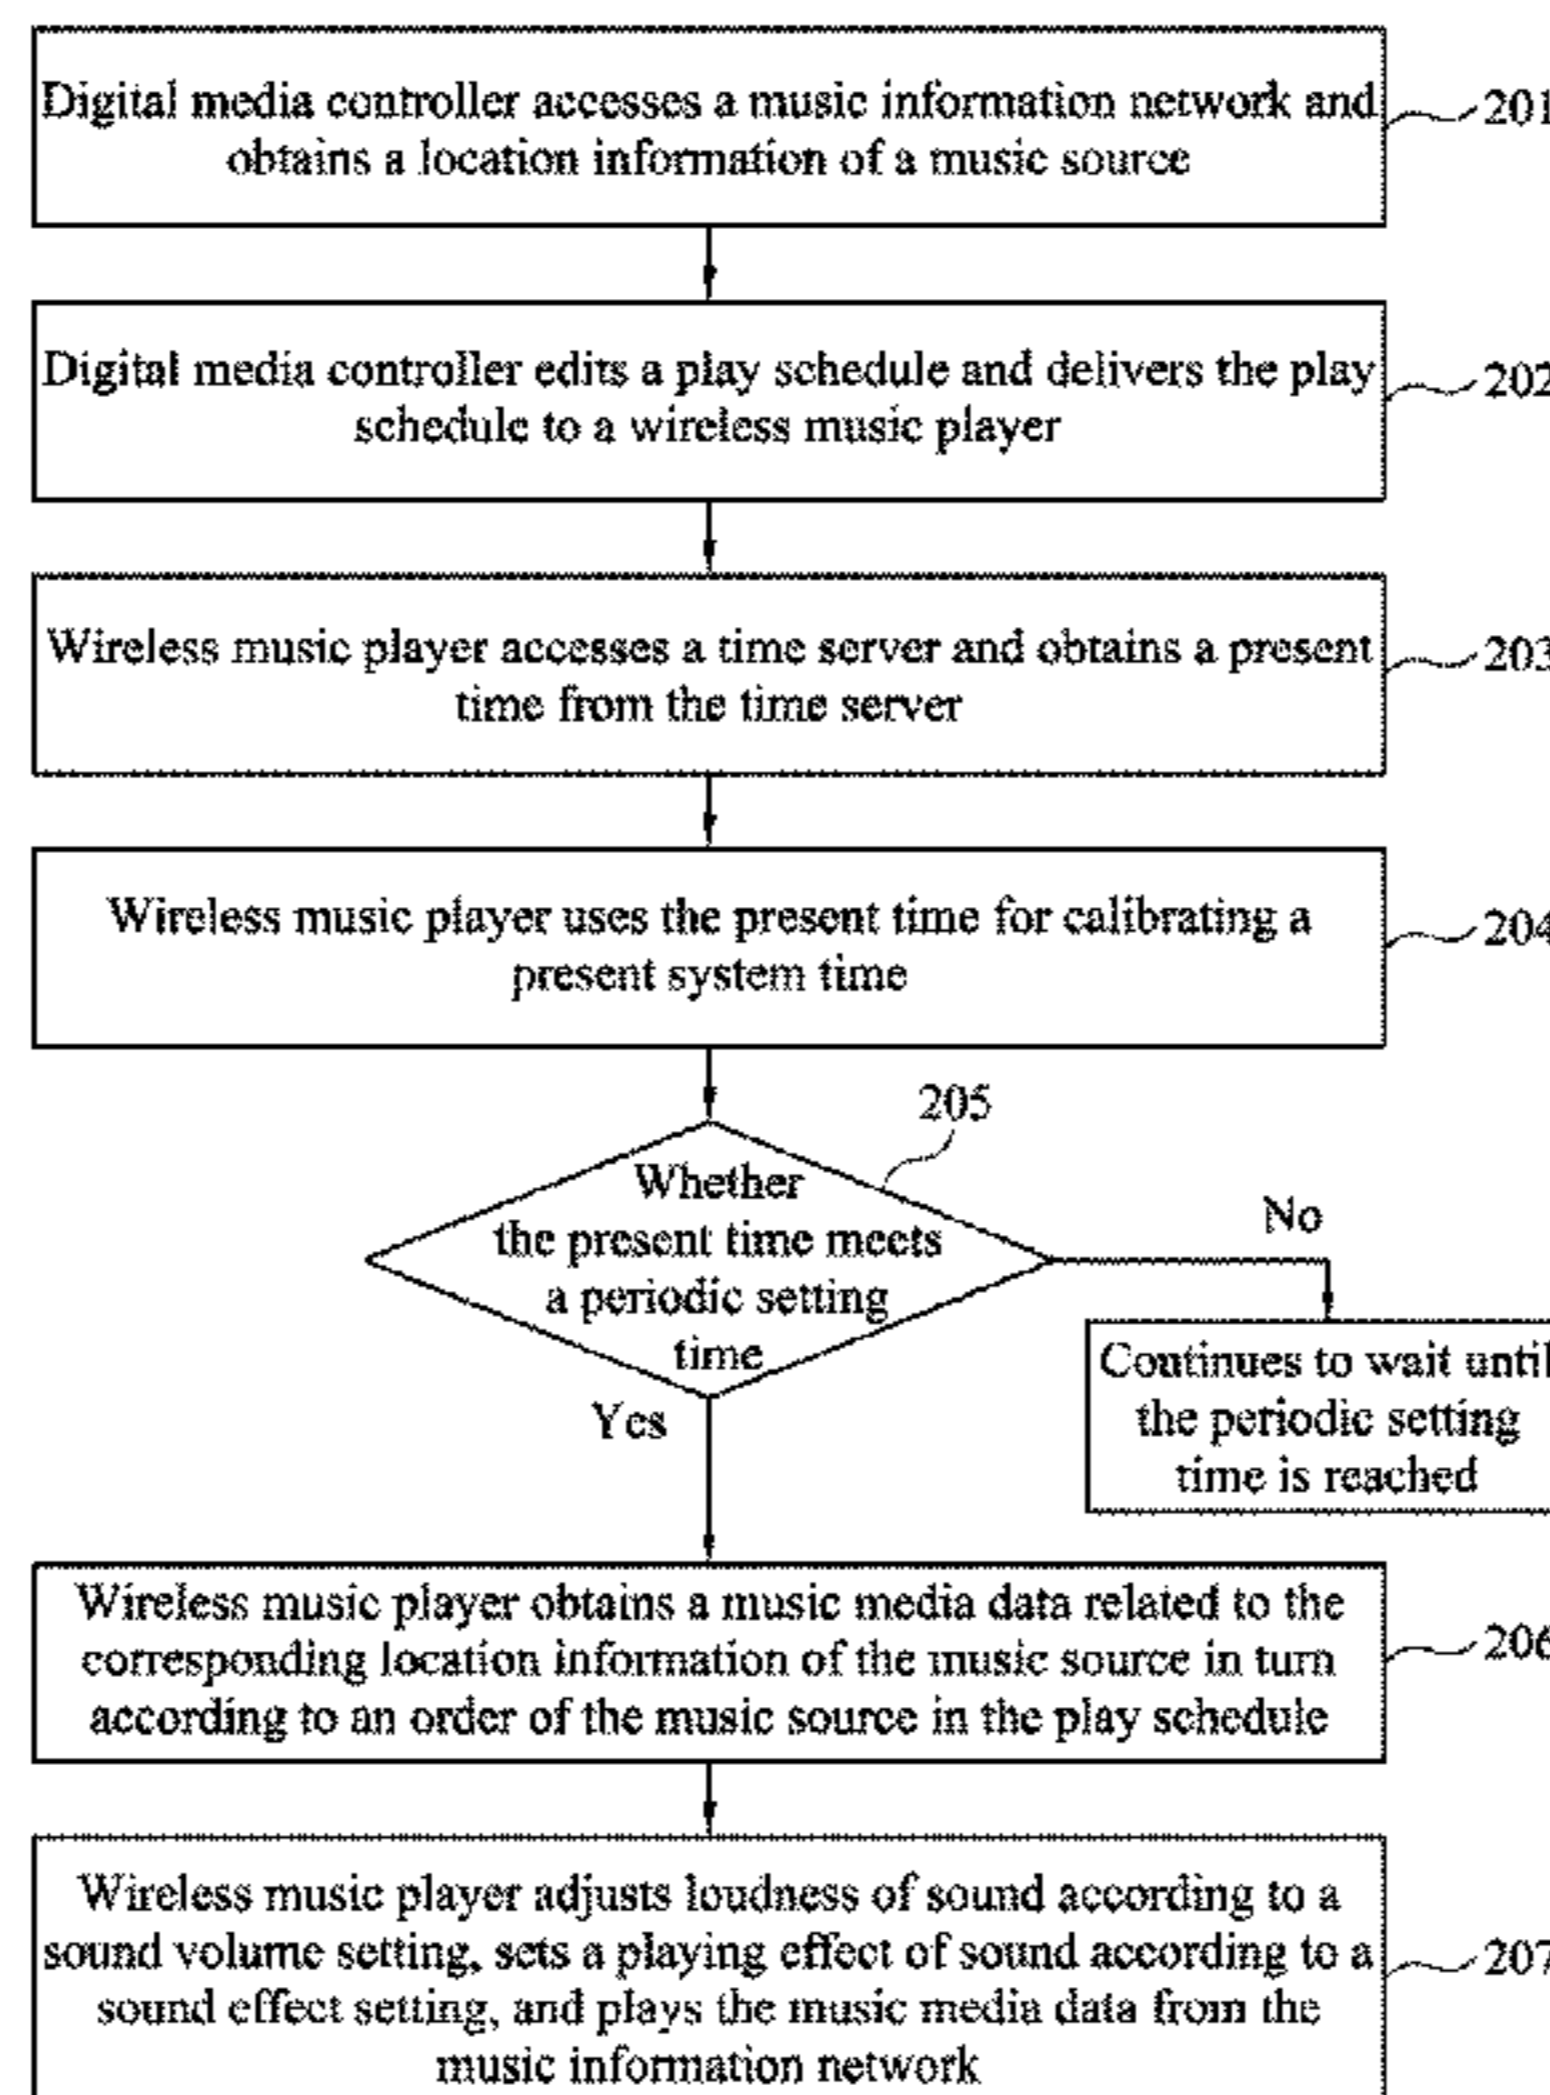 Digital media controller accesses a music information network and
obtains a location information of a music source
201
Digital media controller edits a play schedule and delivers the play
schedule to a wireless music player
202
Wireless music player accesses a time server and obtains a present
time from the time server
203
Wireless music player uses the present time for calibrating a
present system time
204
205
Whether
the present time meets
a periodic setting
time
No
Continues to wait until
the periodic setting
time is reached
Yes
Wireless music player obtains a music media data related to the
corresponding location information of the music source in turn
according to an order of the music source in the play schedule
206
Wireless music player adjusts loudness of sound according to a
sound volume setting, sets a playing effect of sound according to a
sound effect setting, and plays the music media data from the
music information network
207